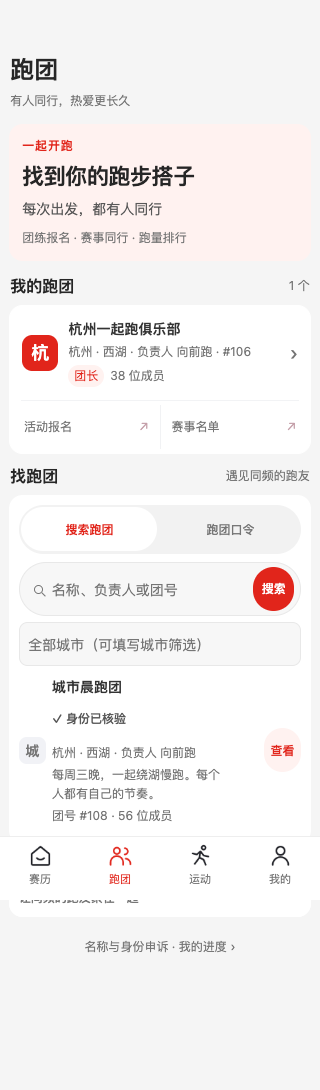 跑团
有人同行，热爱更长久
一起开跑
找到你的跑步搭子
每次出发，都有人同行
团练报名 · 赛事同行 · 跑量排行
我的跑团
1 个
杭
杭州一起跑俱乐部
杭州 · 西湖 · 负责人 向前跑 · #106
团长 38 位成员
›
活动报名 ↗
赛事名单 ↗
找跑团
遇见同频的跑友
搜索跑团
跑团口令
名称、负责人或团号
搜索
全部城市（可填写城市筛选）
城市晨跑团
✓ 身份已核验
城
杭州 · 西湖 · 负责人 向前跑
每周三晚，一起绕湖慢跑。每个
人都有自己的节奏。
团号 #108 · 56 位成员
查看
赛历
跑团
运动
我的
名称与身份申诉 · 我的进度 ›